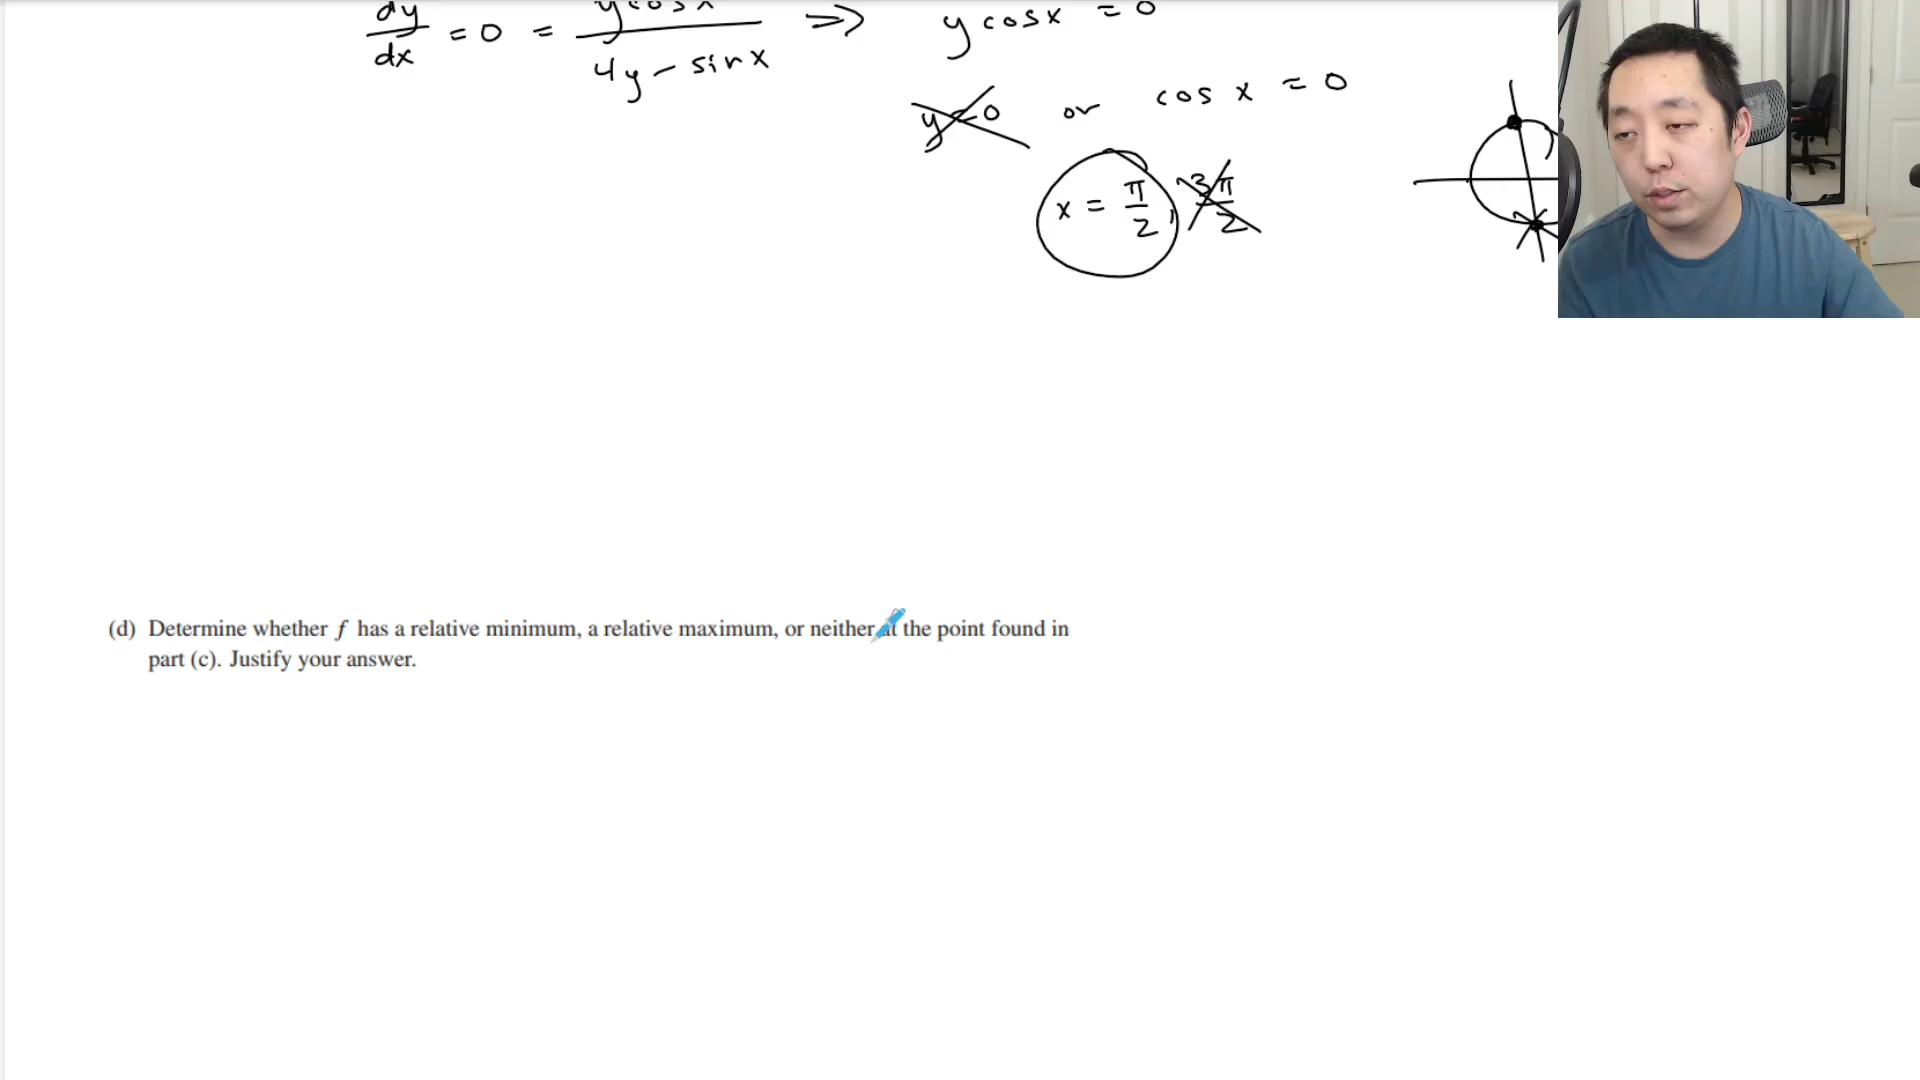 dy/dx = 0 = y cos x / 4y - sin x ⇒ y cos x = 0
y = 0 or cos x = 0
x = π/2, 3π/2
(d) Determine whether f has a relative minimum, a relative maximum, or neither at the point found in
part (c). Justify your answer.